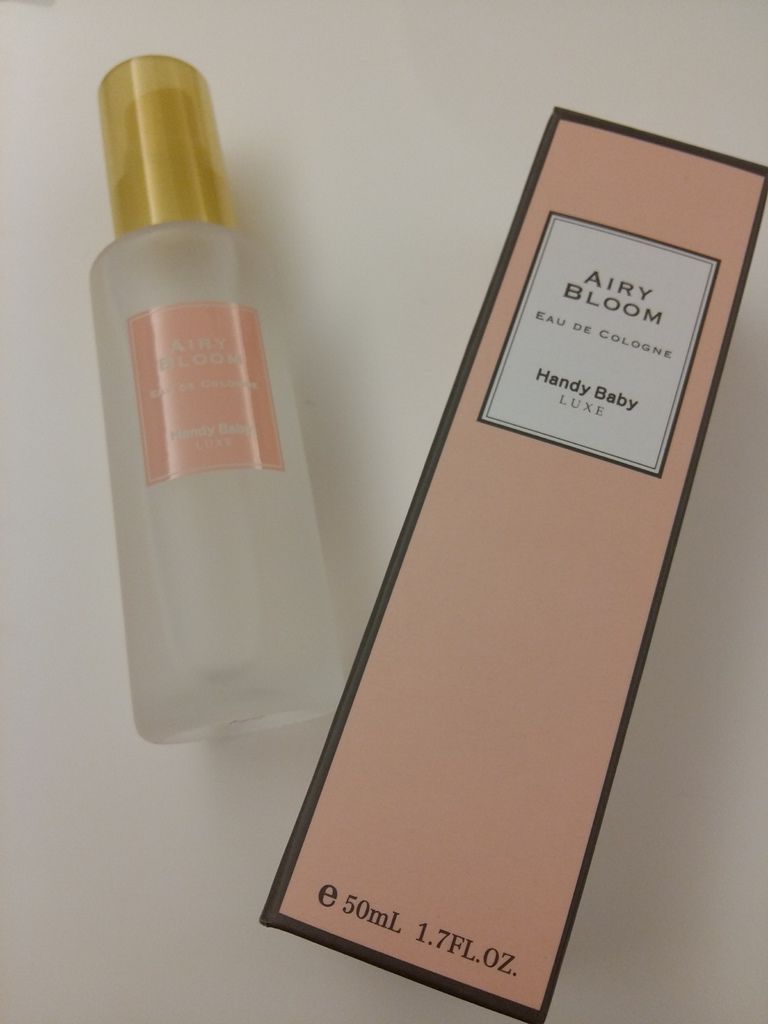 AIRY
BLOOM
EAU DE COLOGNE
Handy Baby
LUXE
AIRY
BLOOM
EAU DE COLOGNE
Handy Baby
LUXE
e 50mL 1.7FL.OZ.